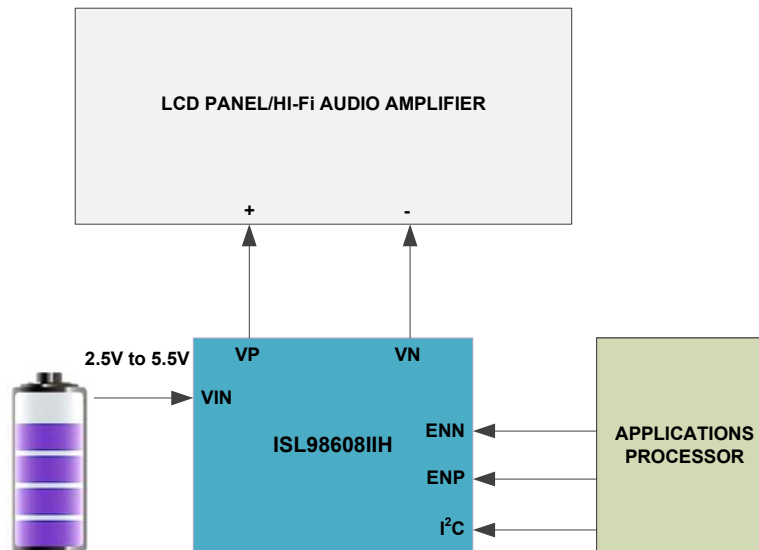 LCD PANEL/HI-Fi AUDIO AMPLIFIER
+ -
VP VN
2.5V to 5.5V
VIN
ISL98608IIH
ENN
ENP
I²C
APPLICATIONS
PROCESSOR